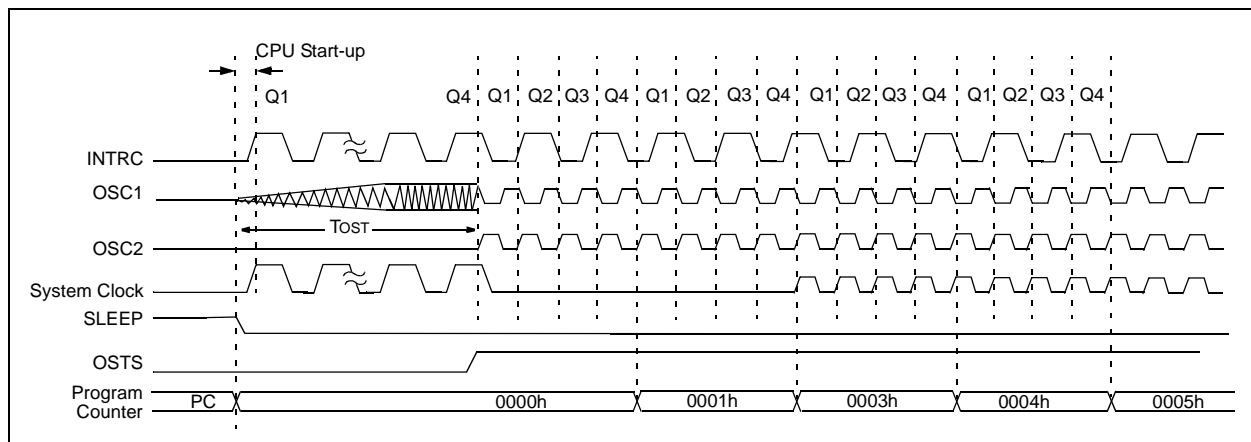 CPU Start-up
Q1 Q4 Q1 Q2 Q3 Q4 Q1 Q2 Q3 Q4 Q1 Q2 Q3 Q4 Q1 Q2 Q3 Q4
INTRC
OSC1
TOST
OSC2
System Clock
SLEEP
OSTS
Program Counter PC 0000h 0001h 0003h 0004h 0005h